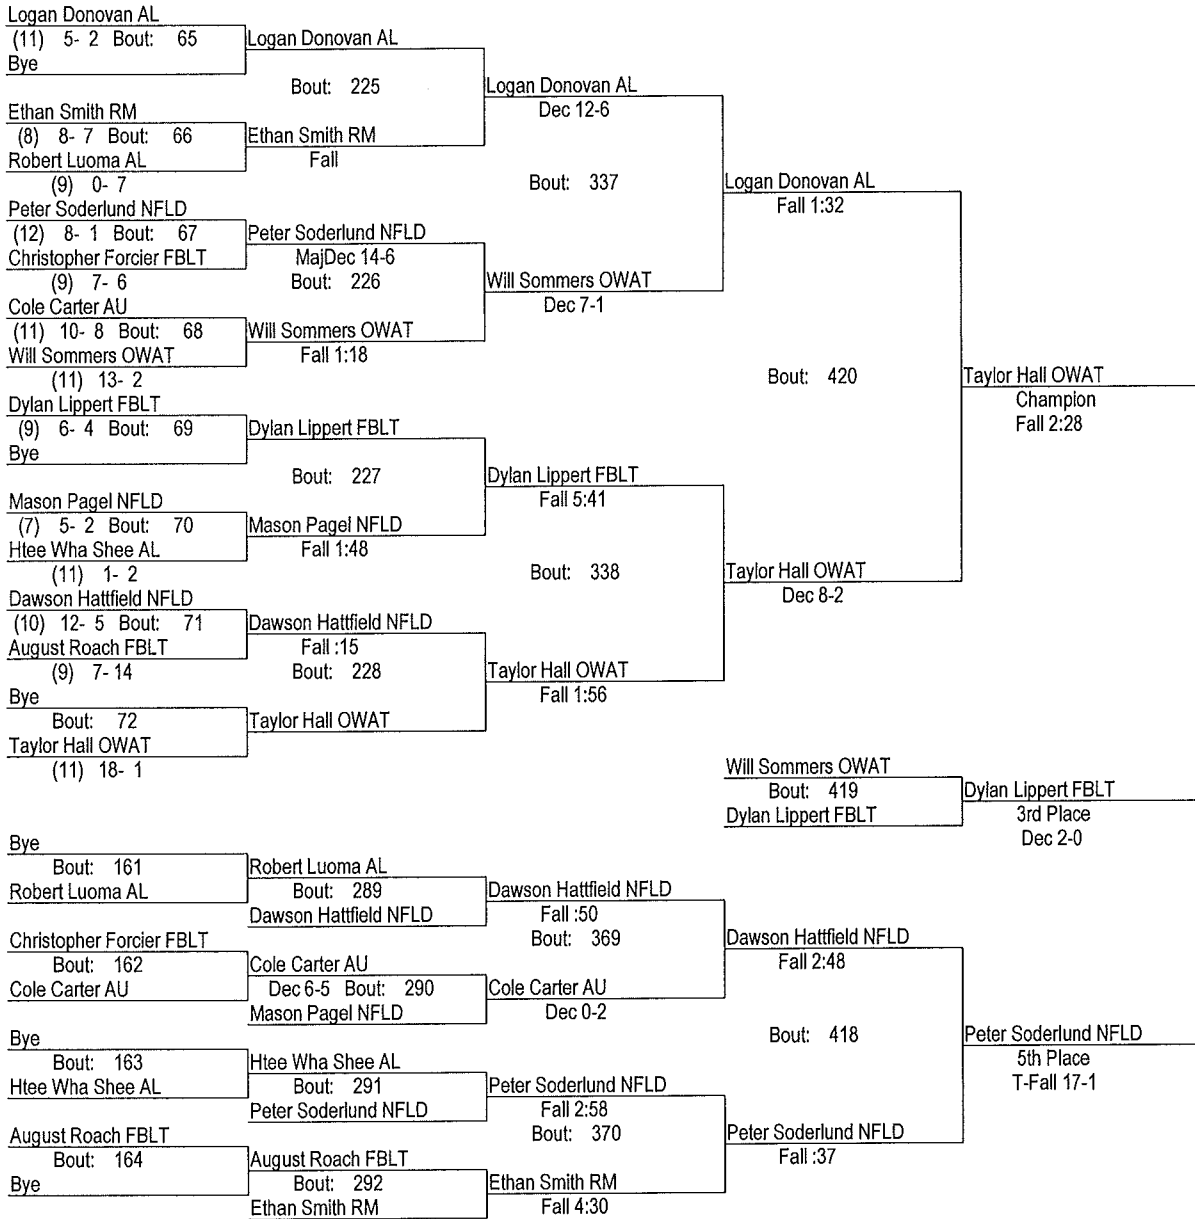 Logan Donovan AL
(11) 5- 2 Bout: 65
Bye
Logan Donovan AL
Bout: 225
Ethan Smith RM
(8) 8- 7 Bout: 66
Robert Luoma AL
(9) 0- 7
Ethan Smith RM
Fall
Logan Donovan AL
Dec 12-6
Bout: 337
Peter Soderlund NFLD
(12) 8- 1 Bout: 67
Christopher Forcier FBLT
(9) 7- 6
Peter Soderlund NFLD
MajDec 14-6
Bout: 226
Cole Carter AU
(11) 10- 8 Bout: 68
Will Sommers OWAT
(11) 13- 2
Will Sommers OWAT
Fall 1:18
Will Sommers OWAT
Dec 7-1
Logan Donovan AL
Fall 1:32
Bout: 420
Dylan Lippert FBLT
(9) 6- 4 Bout: 69
Bye
Dylan Lippert FBLT
Bout: 227
Mason Pagel NFLD
(7) 5- 2 Bout: 70
Htee Wha Shee AL
(11) 1- 2
Mason Pagel NFLD
Fall 1:48
Dylan Lippert FBLT
Fall 5:41
Bout: 338
Dawson Hattfield NFLD
(10) 12- 5 Bout: 71
August Roach FBLT
(9) 7- 14
Dawson Hattfield NFLD
Fall :15
Bout: 228
Bye
Bout: 72
Taylor Hall OWAT
(11) 18- 1
Taylor Hall OWAT
Taylor Hall OWAT
Fall 1:56
Taylor Hall OWAT
Dec 8-2
Taylor Hall OWAT
Champion
Fall 2:28
Will Sommers OWAT
Bout: 419
Dylan Lippert FBLT
Dylan Lippert FBLT
3rd Place
Dec 2-0
Bye
Bout: 161
Robert Luoma AL
Robert Luoma AL
Bout: 289
Dawson Hattfield NFLD
Dawson Hattfield NFLD
Fall :50
Bout: 369
Christopher Forcier FBLT
Bout: 162
Cole Carter AU
Cole Carter AU
Dec 6-5 Bout: 290
Mason Pagel NFLD
Cole Carter AU
Dec 0-2
Dawson Hattfield NFLD
Fall 2:48
Bout: 418
Bye
Bout: 163
Htee Wha Shee AL
Htee Wha Shee AL
Bout: 291
Peter Soderlund NFLD
Peter Soderlund NFLD
Fall 2:58
Bout: 370
August Roach FBLT
Bout: 164
Bye
August Roach FBLT
Bout: 292
Ethan Smith RM
Ethan Smith RM
Fall 4:30
Peter Soderlund NFLD
Fall :37
Peter Soderlund NFLD
5th Place
T-Fall 17-1